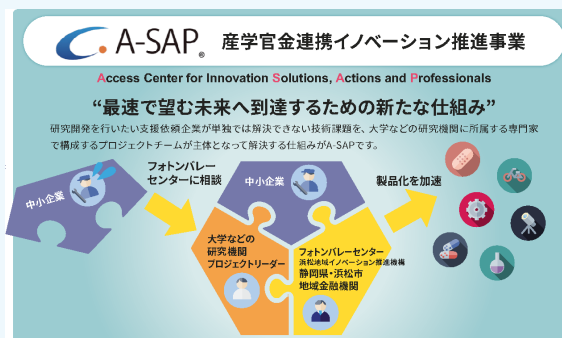 A-SAP® 産学官金連携イノベーション推進事業
Access Center for Innovation Solutions, Actions and Professionals
“最速で望む未来へ到達するための新たな仕組み”
研究開発を行いたい支援依頼企業が単独では解決できない技術課題を、大学などの研究機関に所属する専門家
で構成するプロジェクトチームが主体となって解決する仕組みがA-SAPです。
中小企業
フォトンバレー
センターに相談
中小企業
製品化を加速
大学などの
研究機関
プロジェクトリーダー
フォトンバレーセンター
浜松地域イノベーション推進機構
静岡県・浜松市
地域金融機関